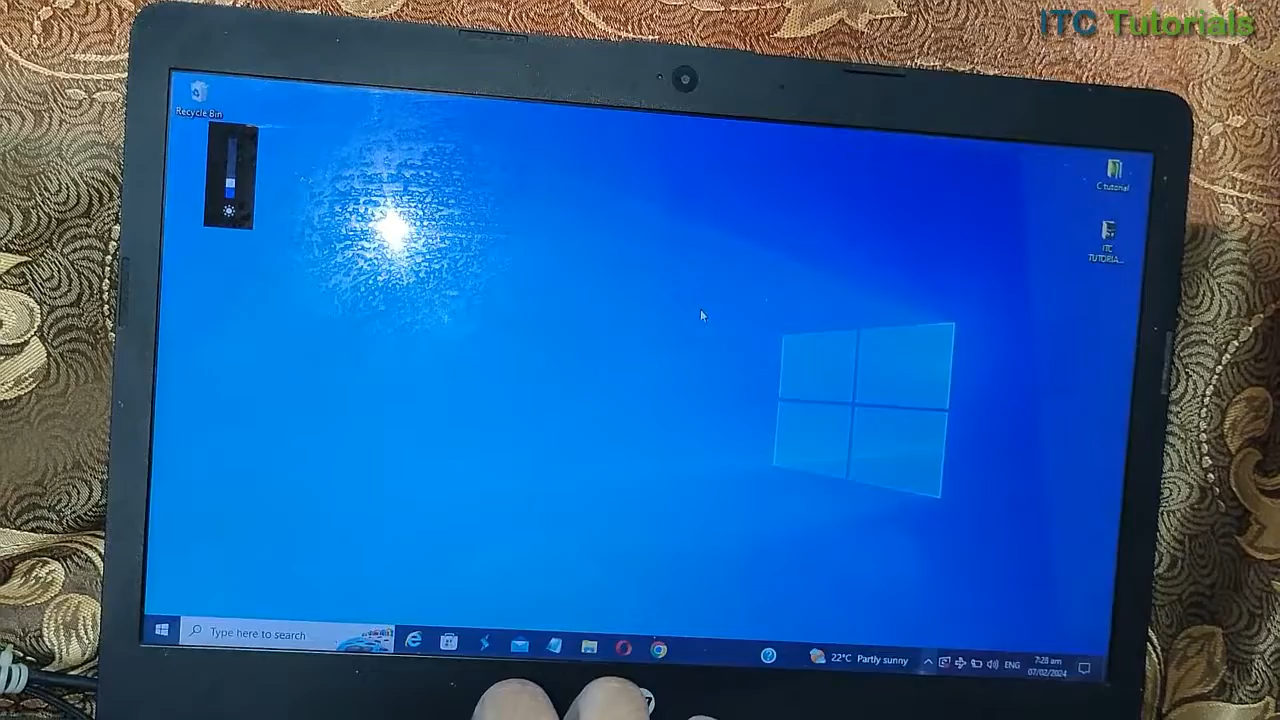 ITC Tutorials
Recycle Bin
C tutorial
ITC
TUTORIA...
Type here to search
22°C Partly sunny
ENG
7:28 am
07/02/2024